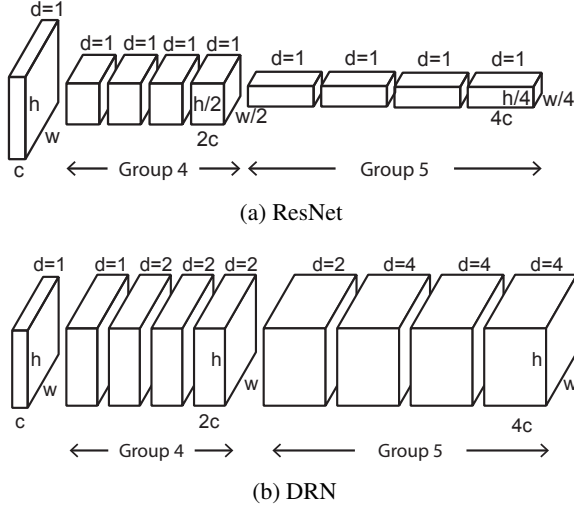 d=1
d=1 d=1 d=1 d=1 d=1 d=1 d=1 d=1
h h/2 h/4
w w/2 w/4
c 2c 4c
Group 4 Group 5
(a) ResNet
d=1 d=1 d=2 d=2 d=2 d=2 d=4 d=4 d=4
h h h
w w w
c 2c 4c
Group 4 Group 5
(b) DRN